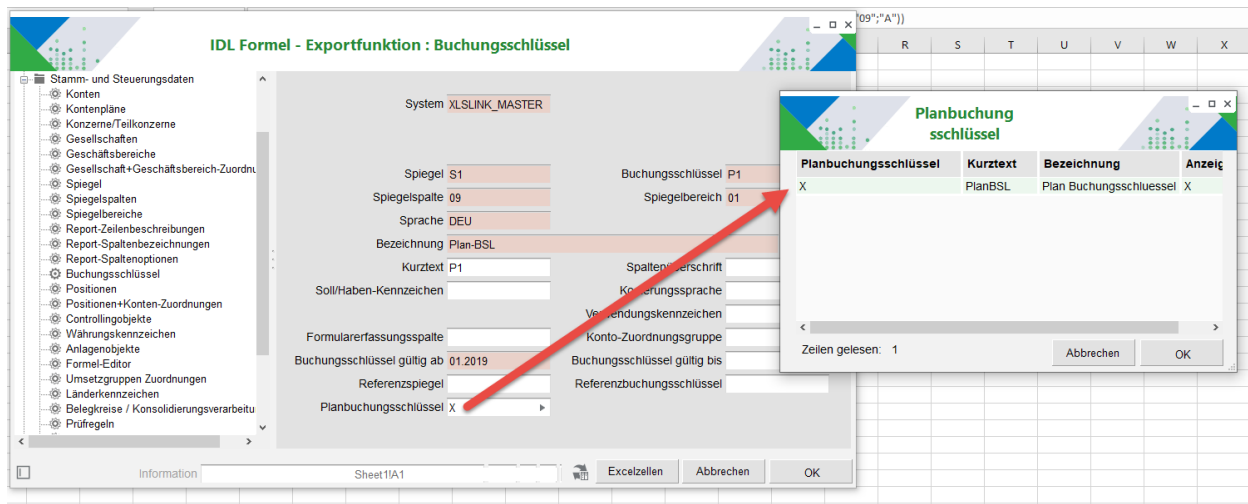 "09";"A"))
R S T U V W X
IDL Formel - Exportfunktion : Buchungsschlüssel
Stamm- und Steuerungsdaten
Konten
Kontenpläne
Konzerne/Teilkonzerne
Gesellschaften
Geschäftsbereiche
Gesellschaft+Geschäftsbereich-Zuordnu
Spiegel
Spiegelspalten
Spiegelbereiche
Report-Zeilenbeschreibungen
Report-Spaltenbezeichnungen
Report-Spaltenoptionen
Buchungsschlüssel
Positionen
Positionen+Konten-Zuordnungen
Controllingobjekte
Währungskennzeichen
Anlagenobjekte
Formel-Editor
Umsetzgruppen Zuordnungen
Länderkennzeichen
Belegkreise / Konsolidierungsverarbeitu
Prüfregeln
System XLSLINK_MASTER
Spiegel S1 Buchungsschlüssel P1
Spiegelspalte 09 Spiegelbereich 01
Sprache DEU
Bezeichnung Plan-BSL
Kurztext P1 Spaltenüberschrift
Soll/Haben-Kennzeichen
Verwendungskennzeichen
Formularerfassungsspalte Konto-Zuordnungsgruppe
Buchungsschlüssel gültig ab 01.2019 Buchungsschlüssel gültig bis
Referenzspiegel Referenzbuchungsschlüssel
Planbuchungsschlüssel X
Information Sheet1!A1 Excelzellen Abbrechen OK
Planbuchung
sschlüssel
Planbuchungsschlüssel Kurztext Bezeichnung Anzeig
X PlanBSL Plan Buchungsschluessel X
Zeilen gelesen: 1 Abbrechen OK